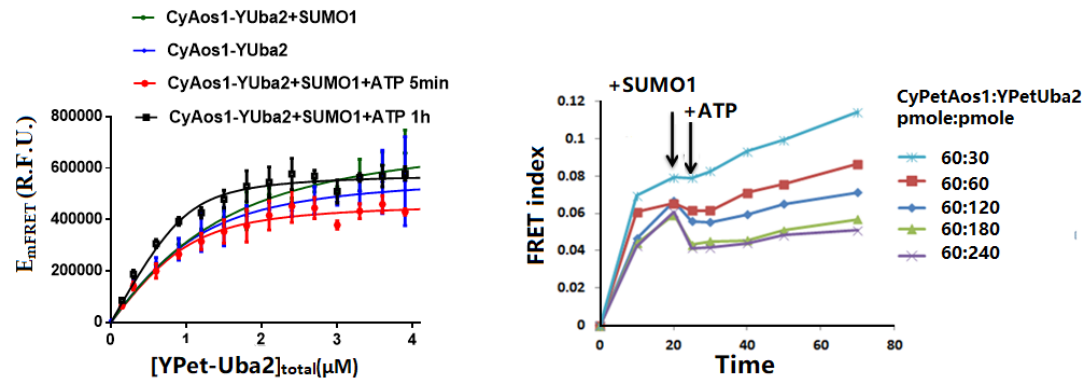 CyAos1-YUba2+SUMO1
CyAos1-YUba2
CyAos1-YUba2+SUMO1+ATP 5min
CyAos1-YUba2+SUMO1+ATP 1h
EmFRET (R.F.U.)
800000
600000
400000
200000
0
0 1 2 3 4
[YPet-Uba2]total(μM)
+SUMO1
+ATP
FRET index
0.12
0.1
0.08
0.06
0.04
0.02
0
0 20 40 60 80
Time
CyPetAos1:YPetUba2
pmole:pmole
60:30
60:60
60:120
60:180
60:240